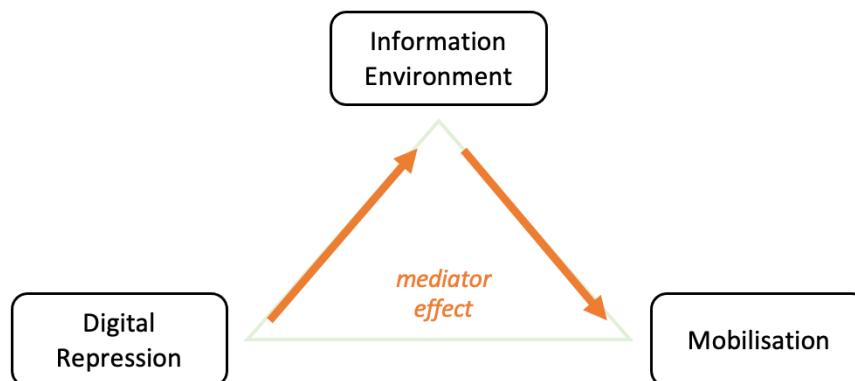 Information
Environment
mediator
effect
Digital
Repression
Mobilisation